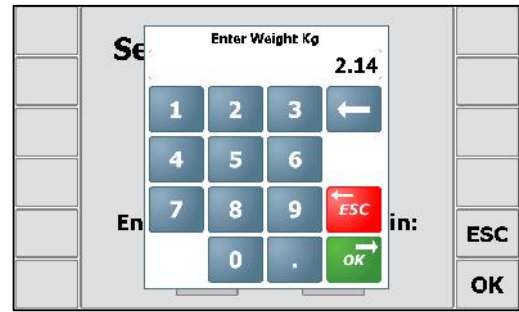 Enter Weight Kg
Se
2.14
1 2 3
4 5 6
7 8 9 ESC
En in:
ESC
0 . OK
OK